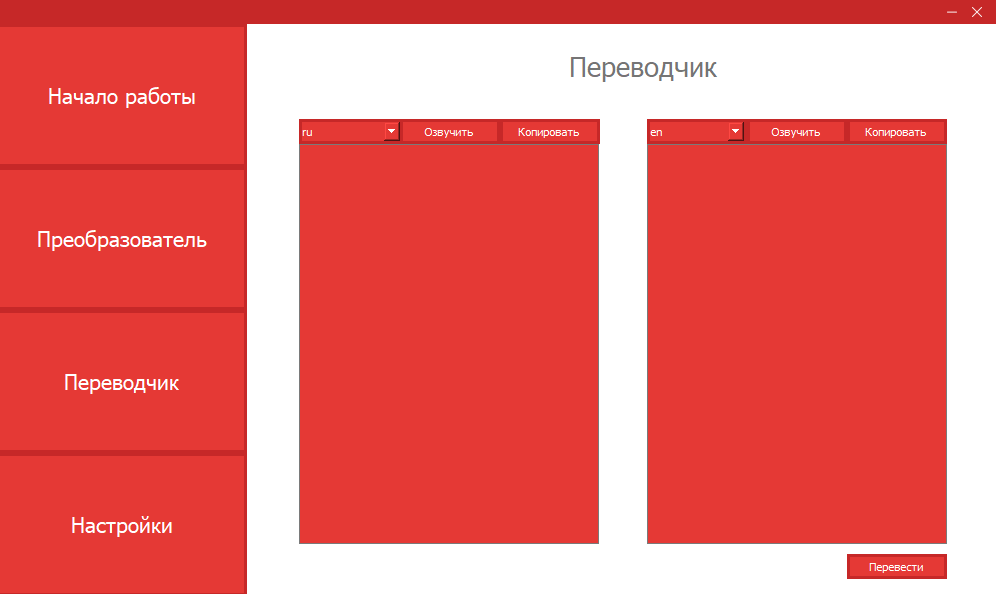 Начало работы
Преобразователь
Переводчик
Настройки
Переводчик
ru Озвучить Копировать
en Озвучить Копировать
Перевести